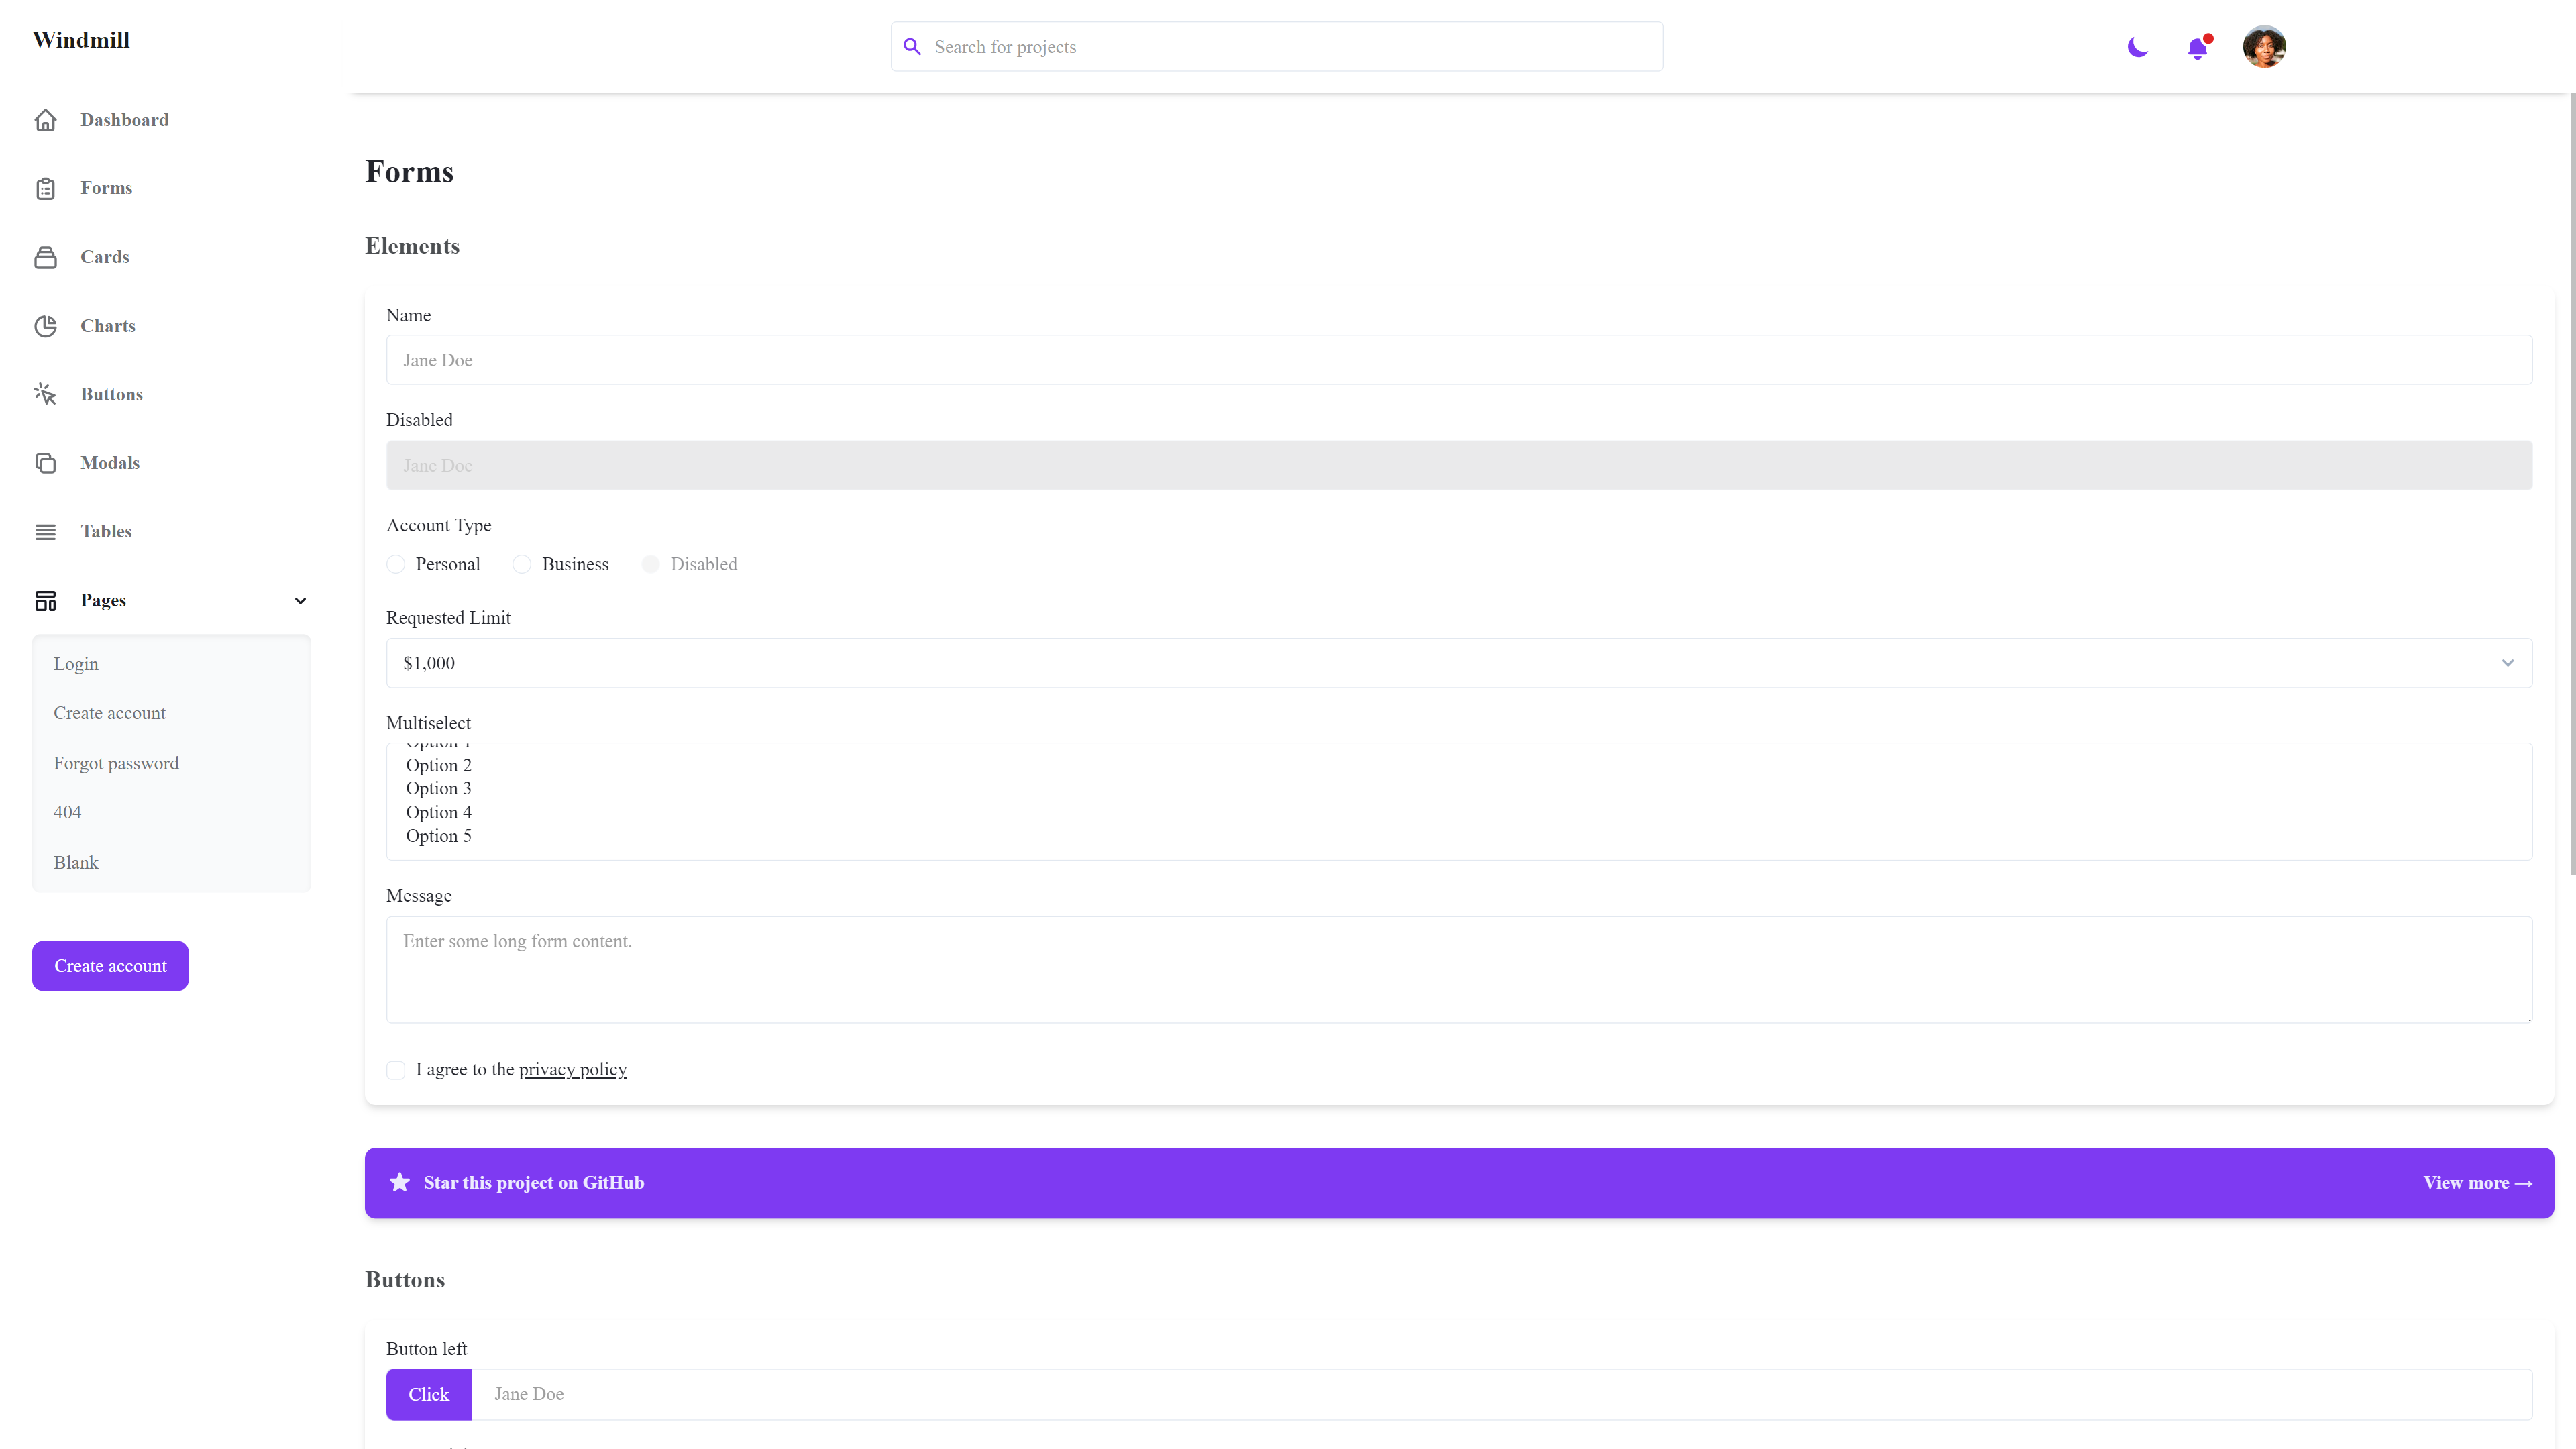 Windmill
Search for projects
Dashboard
Forms
Cards
Charts
Buttons
Modals
Tables
Pages
Login
Create account
Forgot password
404
Blank
Create account
Forms
Elements
Name
Jane Doe
Disabled
Jane Doe
Account Type
Personal Business Disabled
Requested Limit
$1,000
Multiselect
Option 1
Option 2
Option 3
Option 4
Option 5
Message
Enter some long form content.
I agree to the privacy policy
Star this project on GitHub View more →
Buttons
Button left
Click Jane Doe